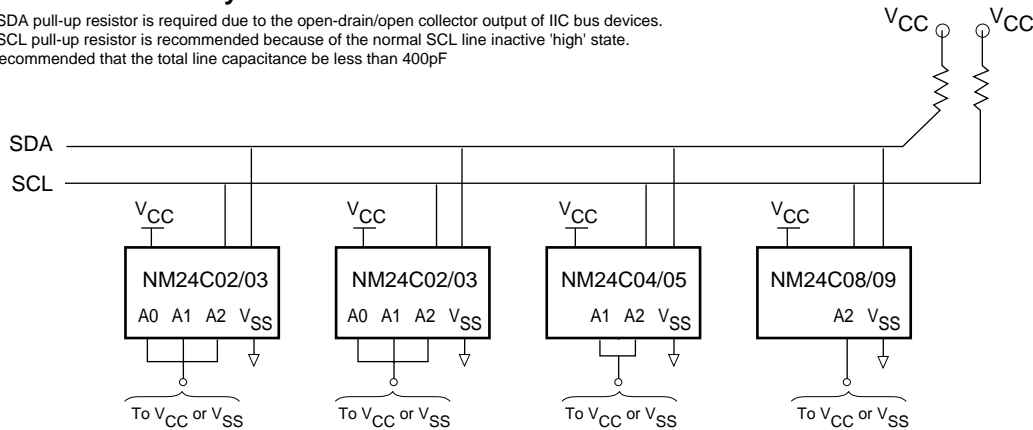 SDA pull-up resistor is required due to the open-drain/open collector output of IIC bus devices.
SCL pull-up resistor is recommended because of the normal SCL line inactive 'high' state.
ecommended that the total line capacitance be less than 400pF
VCC VCC
SDA
SCL
VCC VCC VCC VCC
NM24C02/03 NM24C02/03 NM24C04/05 NM24C08/09
A0 A1 A2 VSS A0 A1 A2 VSS A1 A2 VSS A2 VSS
To VCC or VSS To VCC or VSS To VCC or VSS To VCC or VSS